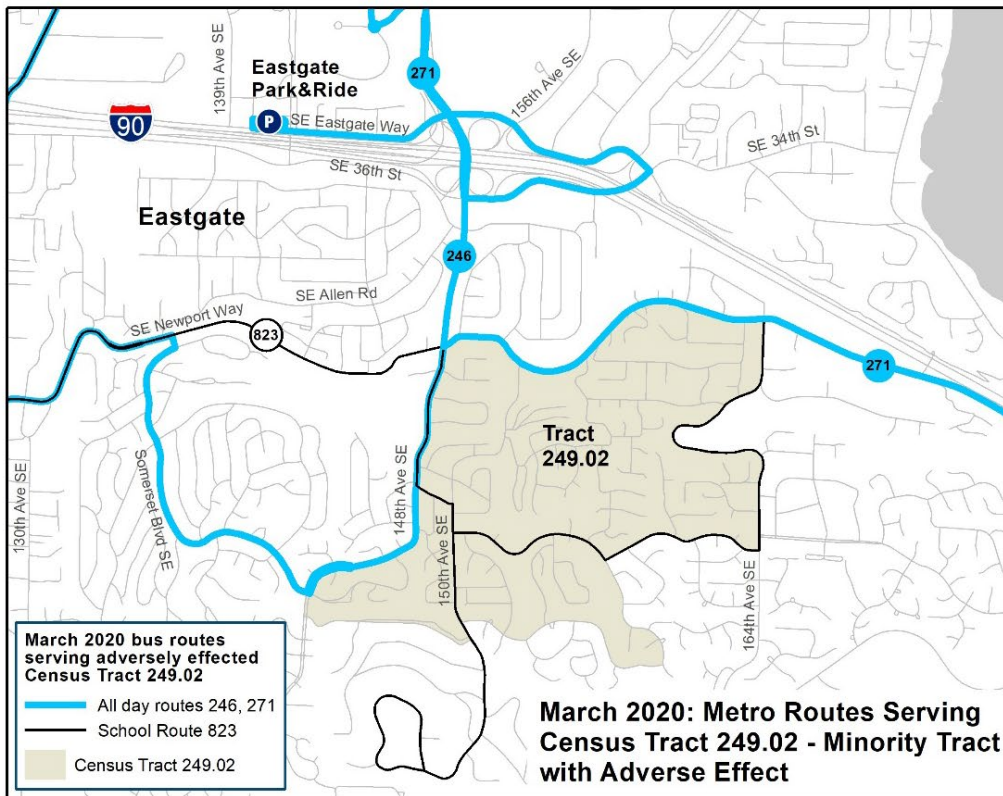 271
139th Ave SE
Eastgate
Park&Ride
156th Ave SE
90
P
SE Eastgate Way
SE 34th St
SE 36th St
Eastgate
246
SE Allen Rd
SE Newport Way
823
271
Tract
249.02
130th Ave SE
Somerset Blvd SE
148th Ave SE
150th Ave SE
164th Ave SE
March 2020 bus routes
serving adversely effected
Census Tract 249.02
All day routes 246, 271
School Route 823
Census Tract 249.02
March 2020: Metro Routes Serving
Census Tract 249.02 - Minority Tract
with Adverse Effect